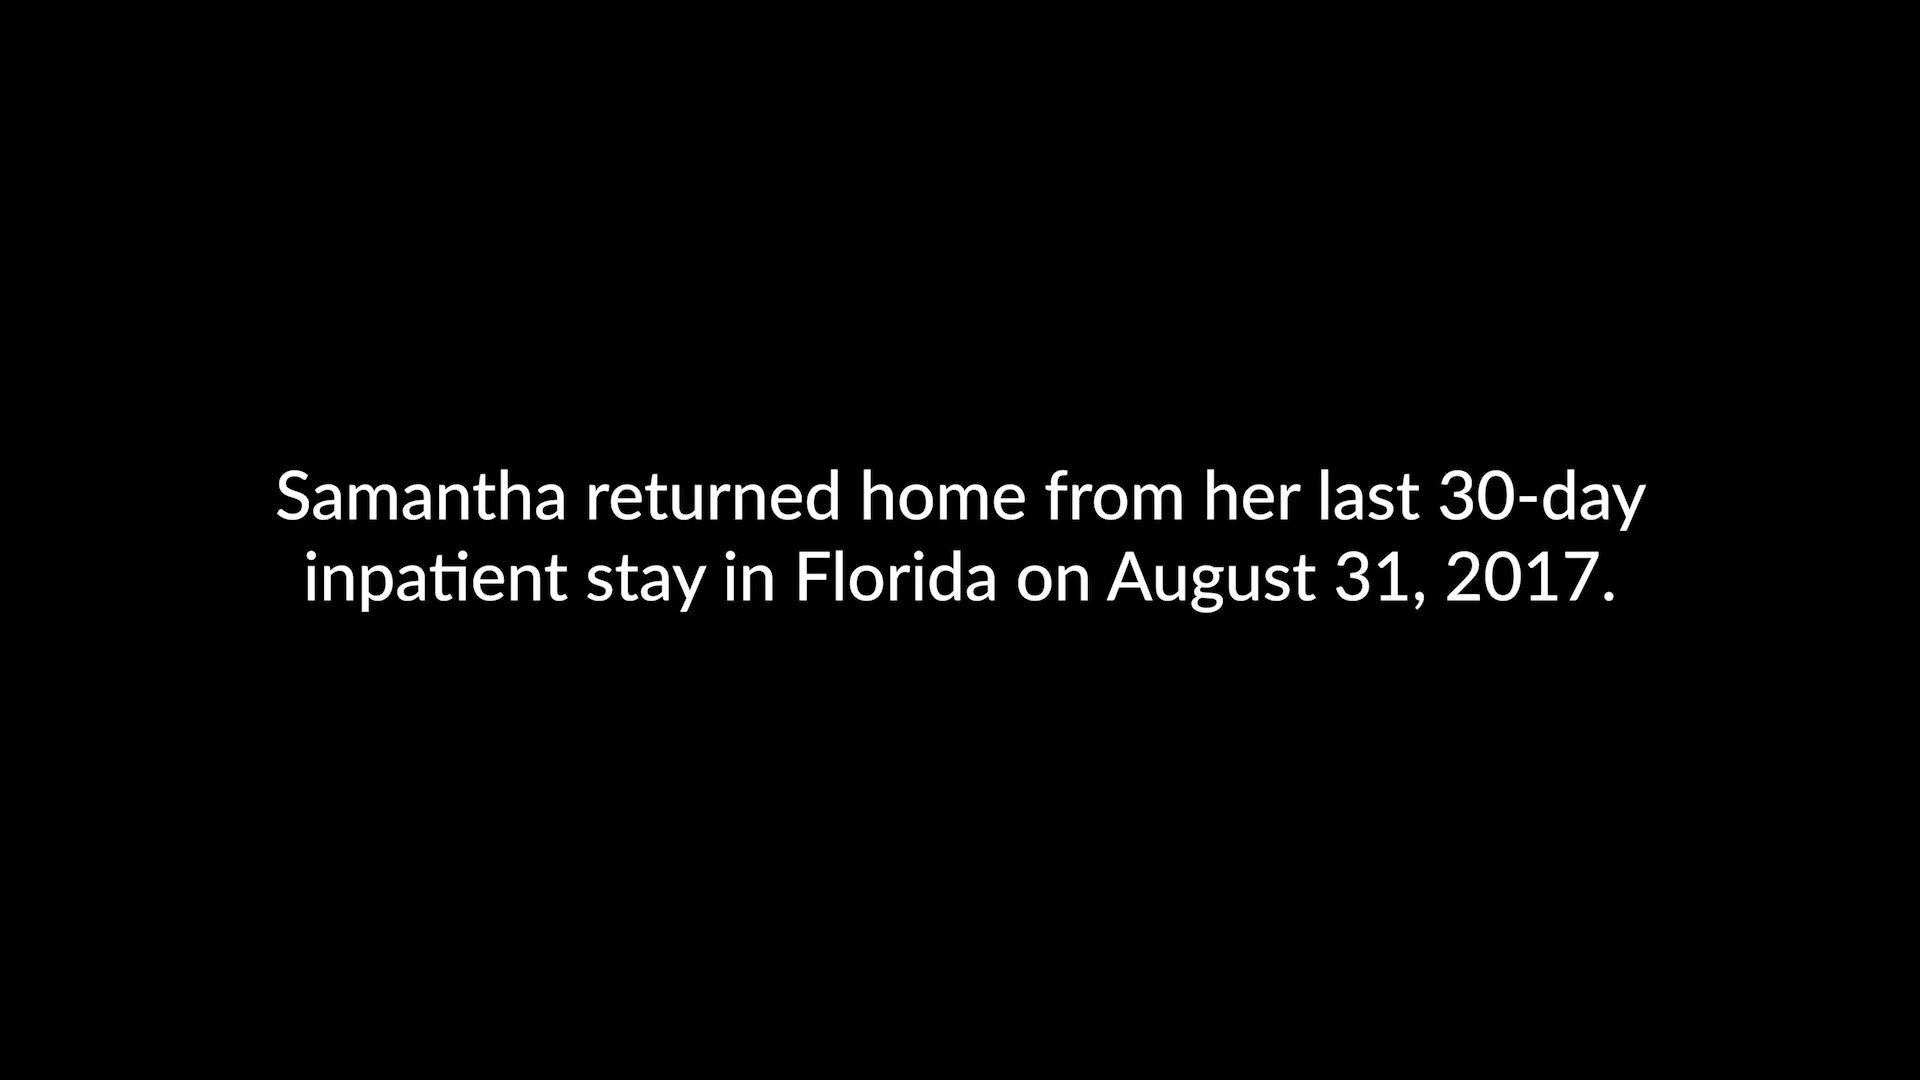 Samantha returned home from her last 30-day
inpatient stay in Florida on August 31, 2017.